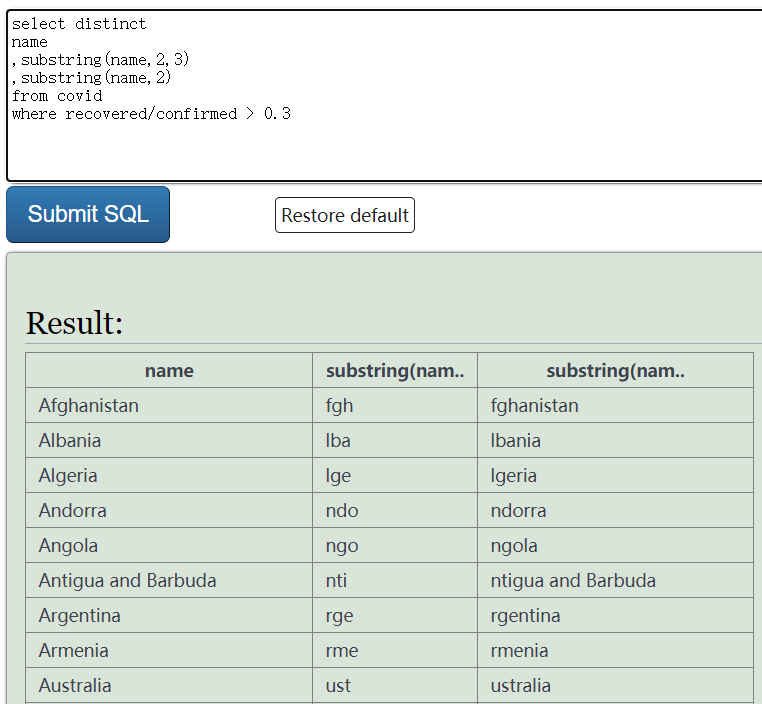 select distinct
name
,substring(name,2,3)
,substring(name,2)
from covid
where recovered/confirmed > 0.3
Submit SQL Restore default
Result:
name substring(nam.. substring(nam..
Afghanistan fgh fghanistan
Albania lba lbania
Algeria lge lgeria
Andorra ndo ndorra
Angola ngo ngola
Antigua and Barbuda nti ntigua and Barbuda
Argentina rge rgentina
Armenia rme rmenia
Australia ust ustralia